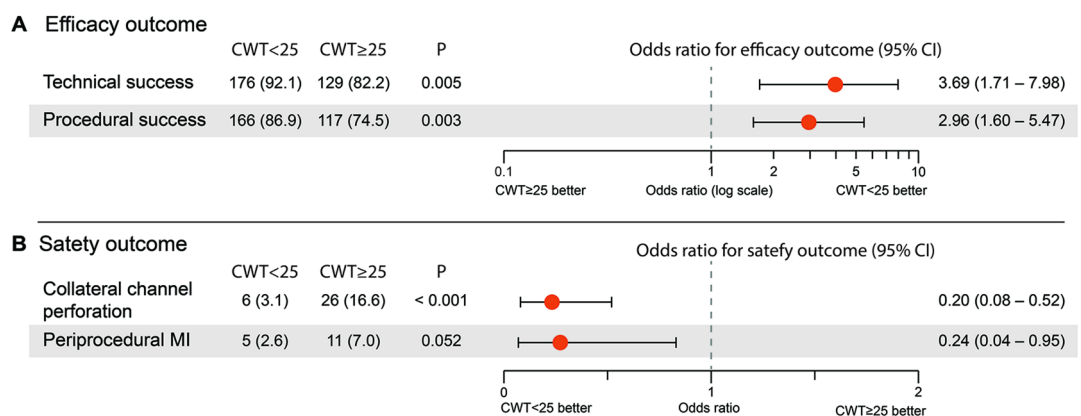 A Efficacy outcome
CWT<25 CWT≥25 P Odds ratio for efficacy outcome (95% CI)
Technical success 176 (92.1) 129 (82.2) 0.005 3.69 (1.71 – 7.98)
Procedural success 166 (86.9) 117 (74.5) 0.003 2.96 (1.60 – 5.47)
0.1 1 2 5 10
CWT≥25 better Odds ratio (log scale) CWT<25 better
B Satety outcome
Odds ratio for satefy outcome (95% CI)
CWT<25 CWT≥25 P
Collateral channel
perforation 6 (3.1) 26 (16.6) < 0.001 0.20 (0.08 – 0.52)
Periprocedural MI 5 (2.6) 11 (7.0) 0.052 0.24 (0.04 – 0.95)
0 1 2
CWT<25 better Odds ratio CWT≥25 better